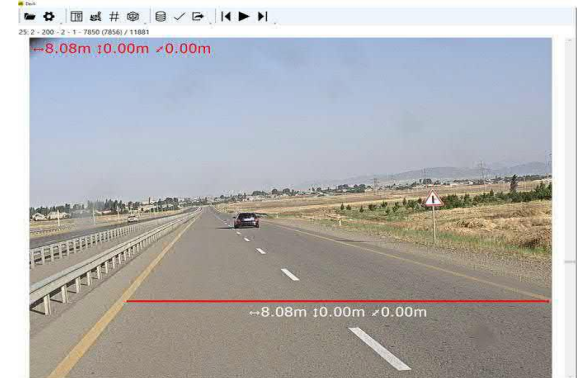 25: 2 - 200 - 2 - 1 - 7850 (7856) / 11881
↔8.08m ↕0.00m ⤢0.00m
↔8.08m ↕0.00m ⤢0.00m